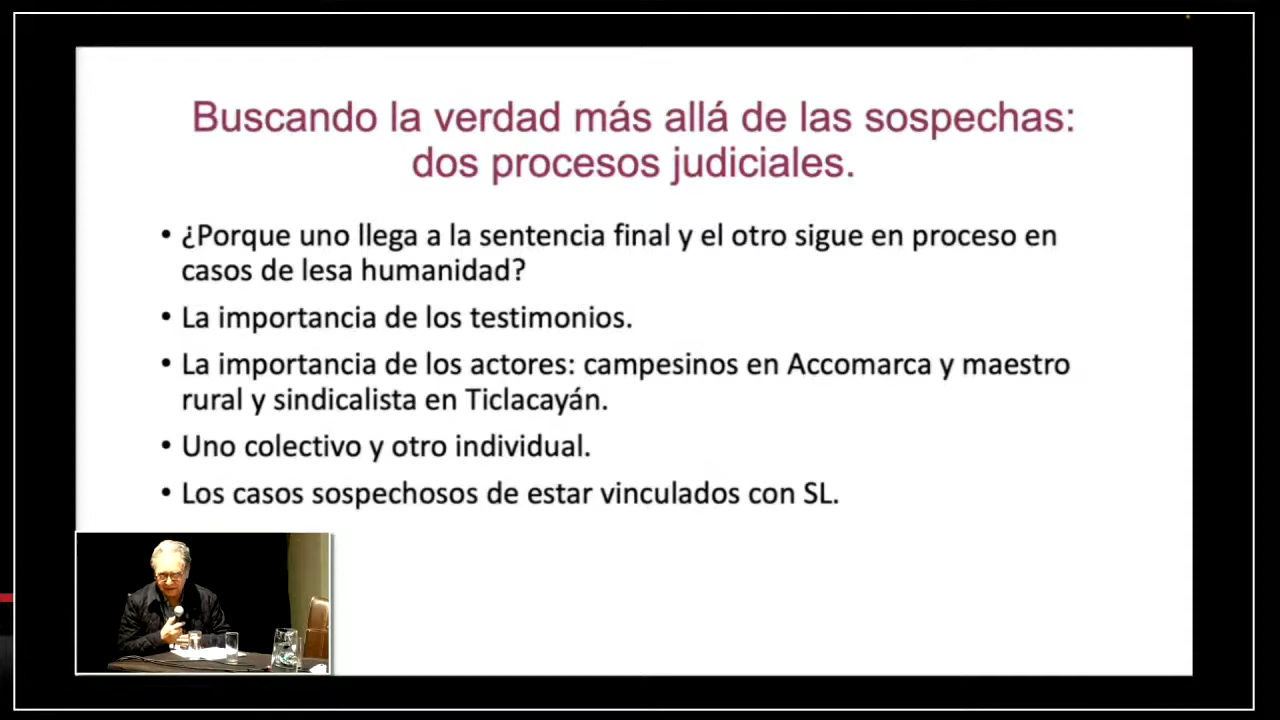 Buscando la verdad más allá de las sospechas:
dos procesos judiciales.
• ¿Porque uno llega a la sentencia final y el otro sigue en proceso en
casos de lesa humanidad?
• La importancia de los testimonios.
• La importancia de los actores: campesinos en Accomarca y maestro
rural y sindicalista en Ticlacayán.
• Uno colectivo y otro individual.
• Los casos sospechosos de estar vinculados con SL.